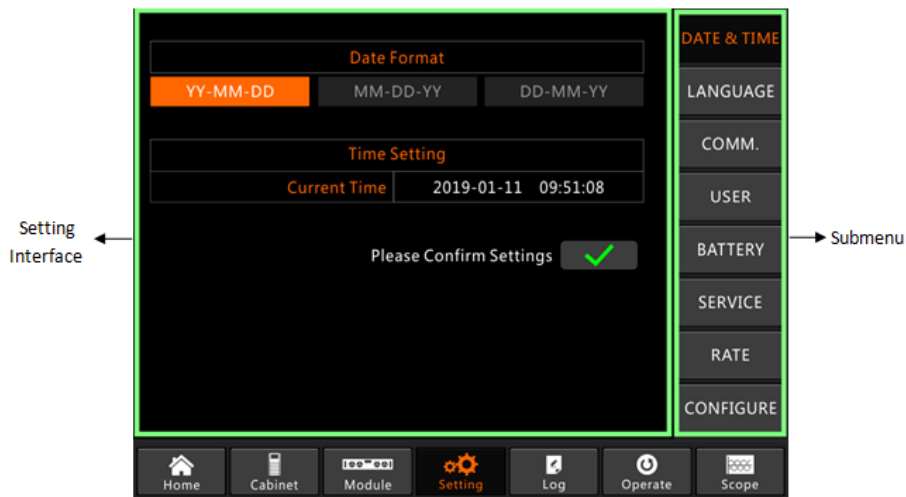 Date Format
YY-MM-DD MM-DD-YY DD-MM-YY
Time Setting
Current Time 2019-01-11 09:51:08
Please Confirm Settings
DATE & TIME
LANGUAGE
COMM.
USER
BATTERY
SERVICE
RATE
CONFIGURE
Setting
Interface
Submenu
Home Cabinet Module Setting Log Operate Scope